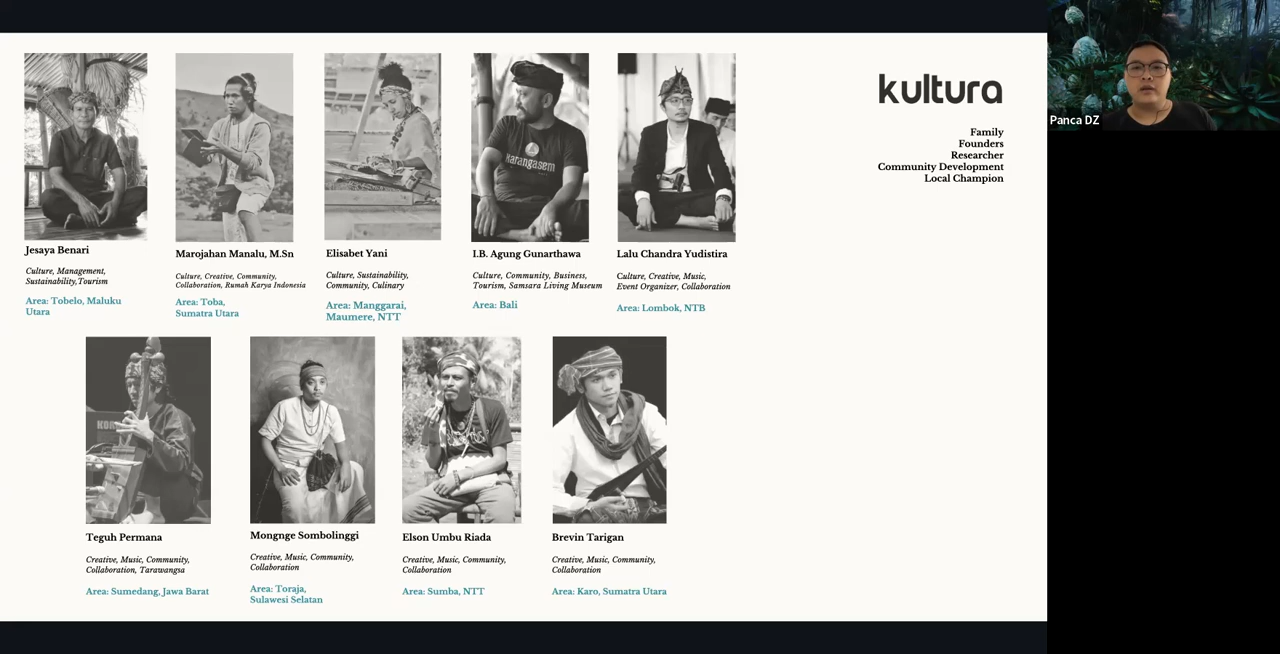 kultura
Family
Founders
Researcher
Community Development
Local Champion
Panca DZ
Karangasem
Jesaya Benari
Culture, Management,
Sustainability,Tourism
Area: Tobelo, Maluku
Utara
Marojahan Manalu, M.Sn
Culture, Creative, Community,
Collaboration, Rumah Karya Indonesia
Area: Toba,
Sumatra Utara
Elisabet Yani
Culture, Sustainability,
Community, Culinary
Area: Manggarai,
Maumere, NTT
I.B. Agung Gunarthawa
Culture, Community, Business,
Tourism, Samsara Living Museum
Area: Bali
Lalu Chandra Yudistira
Culture, Creative, Music,
Event Organizer, Collaboration
Area: Lombok, NTB
KOR
Teguh Permana
Creative, Music, Community,
Collaboration, Tarawangsa
Area: Sumedang, Jawa Barat
Mongnge Sombolinggi
Creative, Music, Community,
Collaboration
Area: Toraja,
Sulawesi Selatan
Elson Umbu Riada
Creative, Music, Community,
Collaboration
Area: Sumba, NTT
Brevin Tarigan
Creative, Music, Community,
Collaboration
Area: Karo, Sumatra Utara